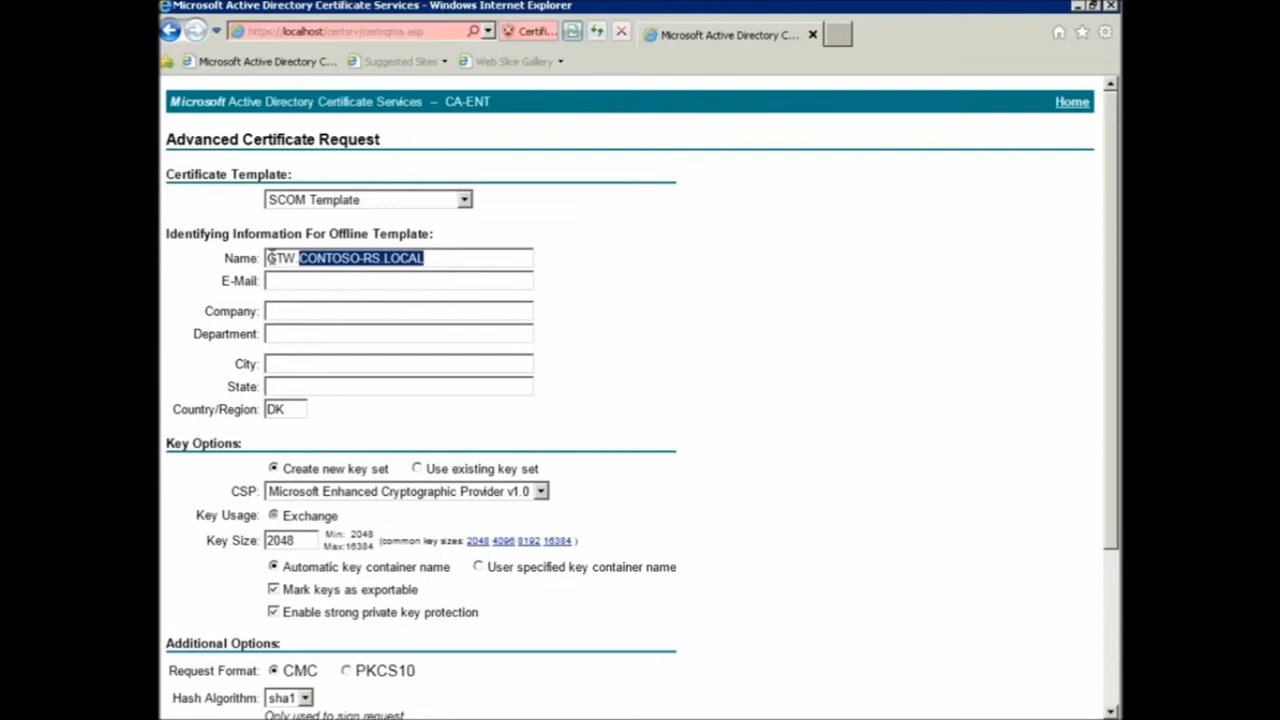 Microsoft Active Directory Certificate Services - Windows Internet Explorer
https://localhost/certsrv/certrqma.asp
Certifi...
Microsoft Active Directory C...
Microsoft Active Directory C...
Suggested Sites
Web Slice Gallery
Microsoft Active Directory Certificate Services -- CA-ENT
Home
Advanced Certificate Request
Certificate Template:
SCOM Template
Identifying Information For Offline Template:
Name: GTW.CONTOSO-RS.LOCAL
E-Mail:
Company:
Department:
City:
State:
Country/Region: DK
Key Options:
Create new key set Use existing key set
CSP: Microsoft Enhanced Cryptographic Provider v1.0
Key Usage: Exchange
Key Size: 2048 Min: 2048 Max:16384 (common key sizes: 2048 4096 8192 16384 )
Automatic key container name User specified key container name
Mark keys as exportable
Enable strong private key protection
Additional Options:
Request Format: CMC PKCS10
Hash Algorithm: sha1
Only used to sign request